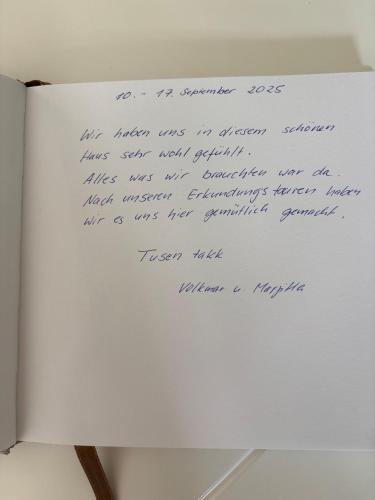 10. - 17. September 2025
Wir haben uns in diesem schönen
Haus sehr wohl gefühlt.
Alles was wir brauchten war da.
Nach unseren Erkundungstouren haben
wir es uns hier gemütlich gemacht.
Tusen takk
Volkmar u.